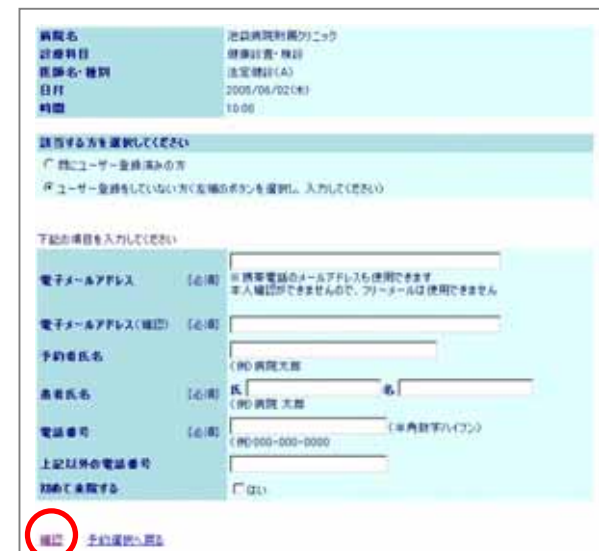 病院名 池袋病院附属クリニック
診療科目 健康診査・検診
医師名・種別 法定健診(A)
日付 2005/06/02(木)
時間 10:00
該当する方を選択してください
既にユーザー登録済みの方
ユーザー登録をしていない方(左端のボタンを選択し、入力してください)
下記の項目を入力してください
電子メールアドレス [必須] ※携帯電話のメールアドレスも使用できます
本人確認ができませんので、フリーメールは使用できません
電子メールアドレス(確認) [必須]
予約者氏名
(例)病院太郎
患者氏名 [必須] 氏 名
(例)病院 太郎
電話番号 [必須] (半角数字ハイフン)
(例)000-000-0000
上記以外の電話番号
初めて来院する はい
確認 予約選択へ戻る